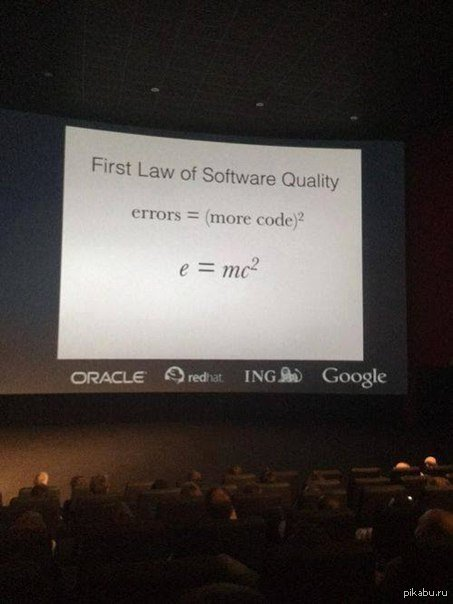 First Law of Software Quality
errors = (more code)²
e = mc²
ORACLE redhat. ING Google
pikabu.ru